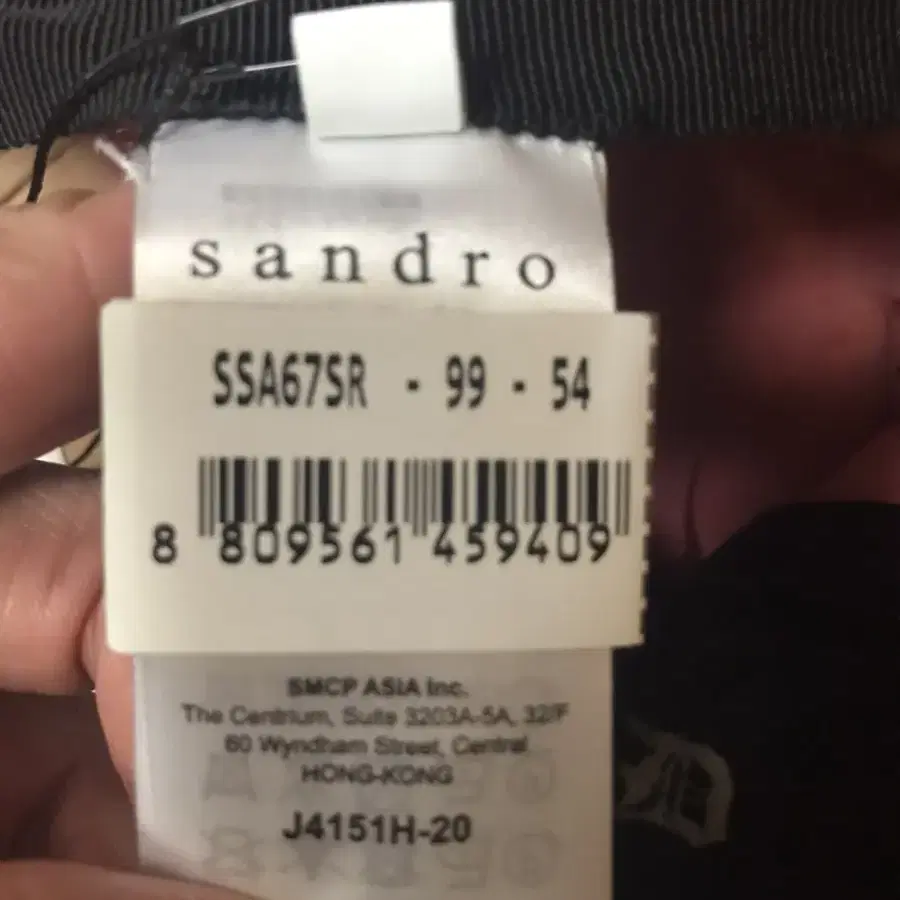 sandro
SSA67SR - 99 - 54
8 809561 459409
SMCP ASIA Inc.
The Centrium, Suite 3203A-5A, 32/F
60 Wyndham Street, Central
HONG-KONG
J4151H-20